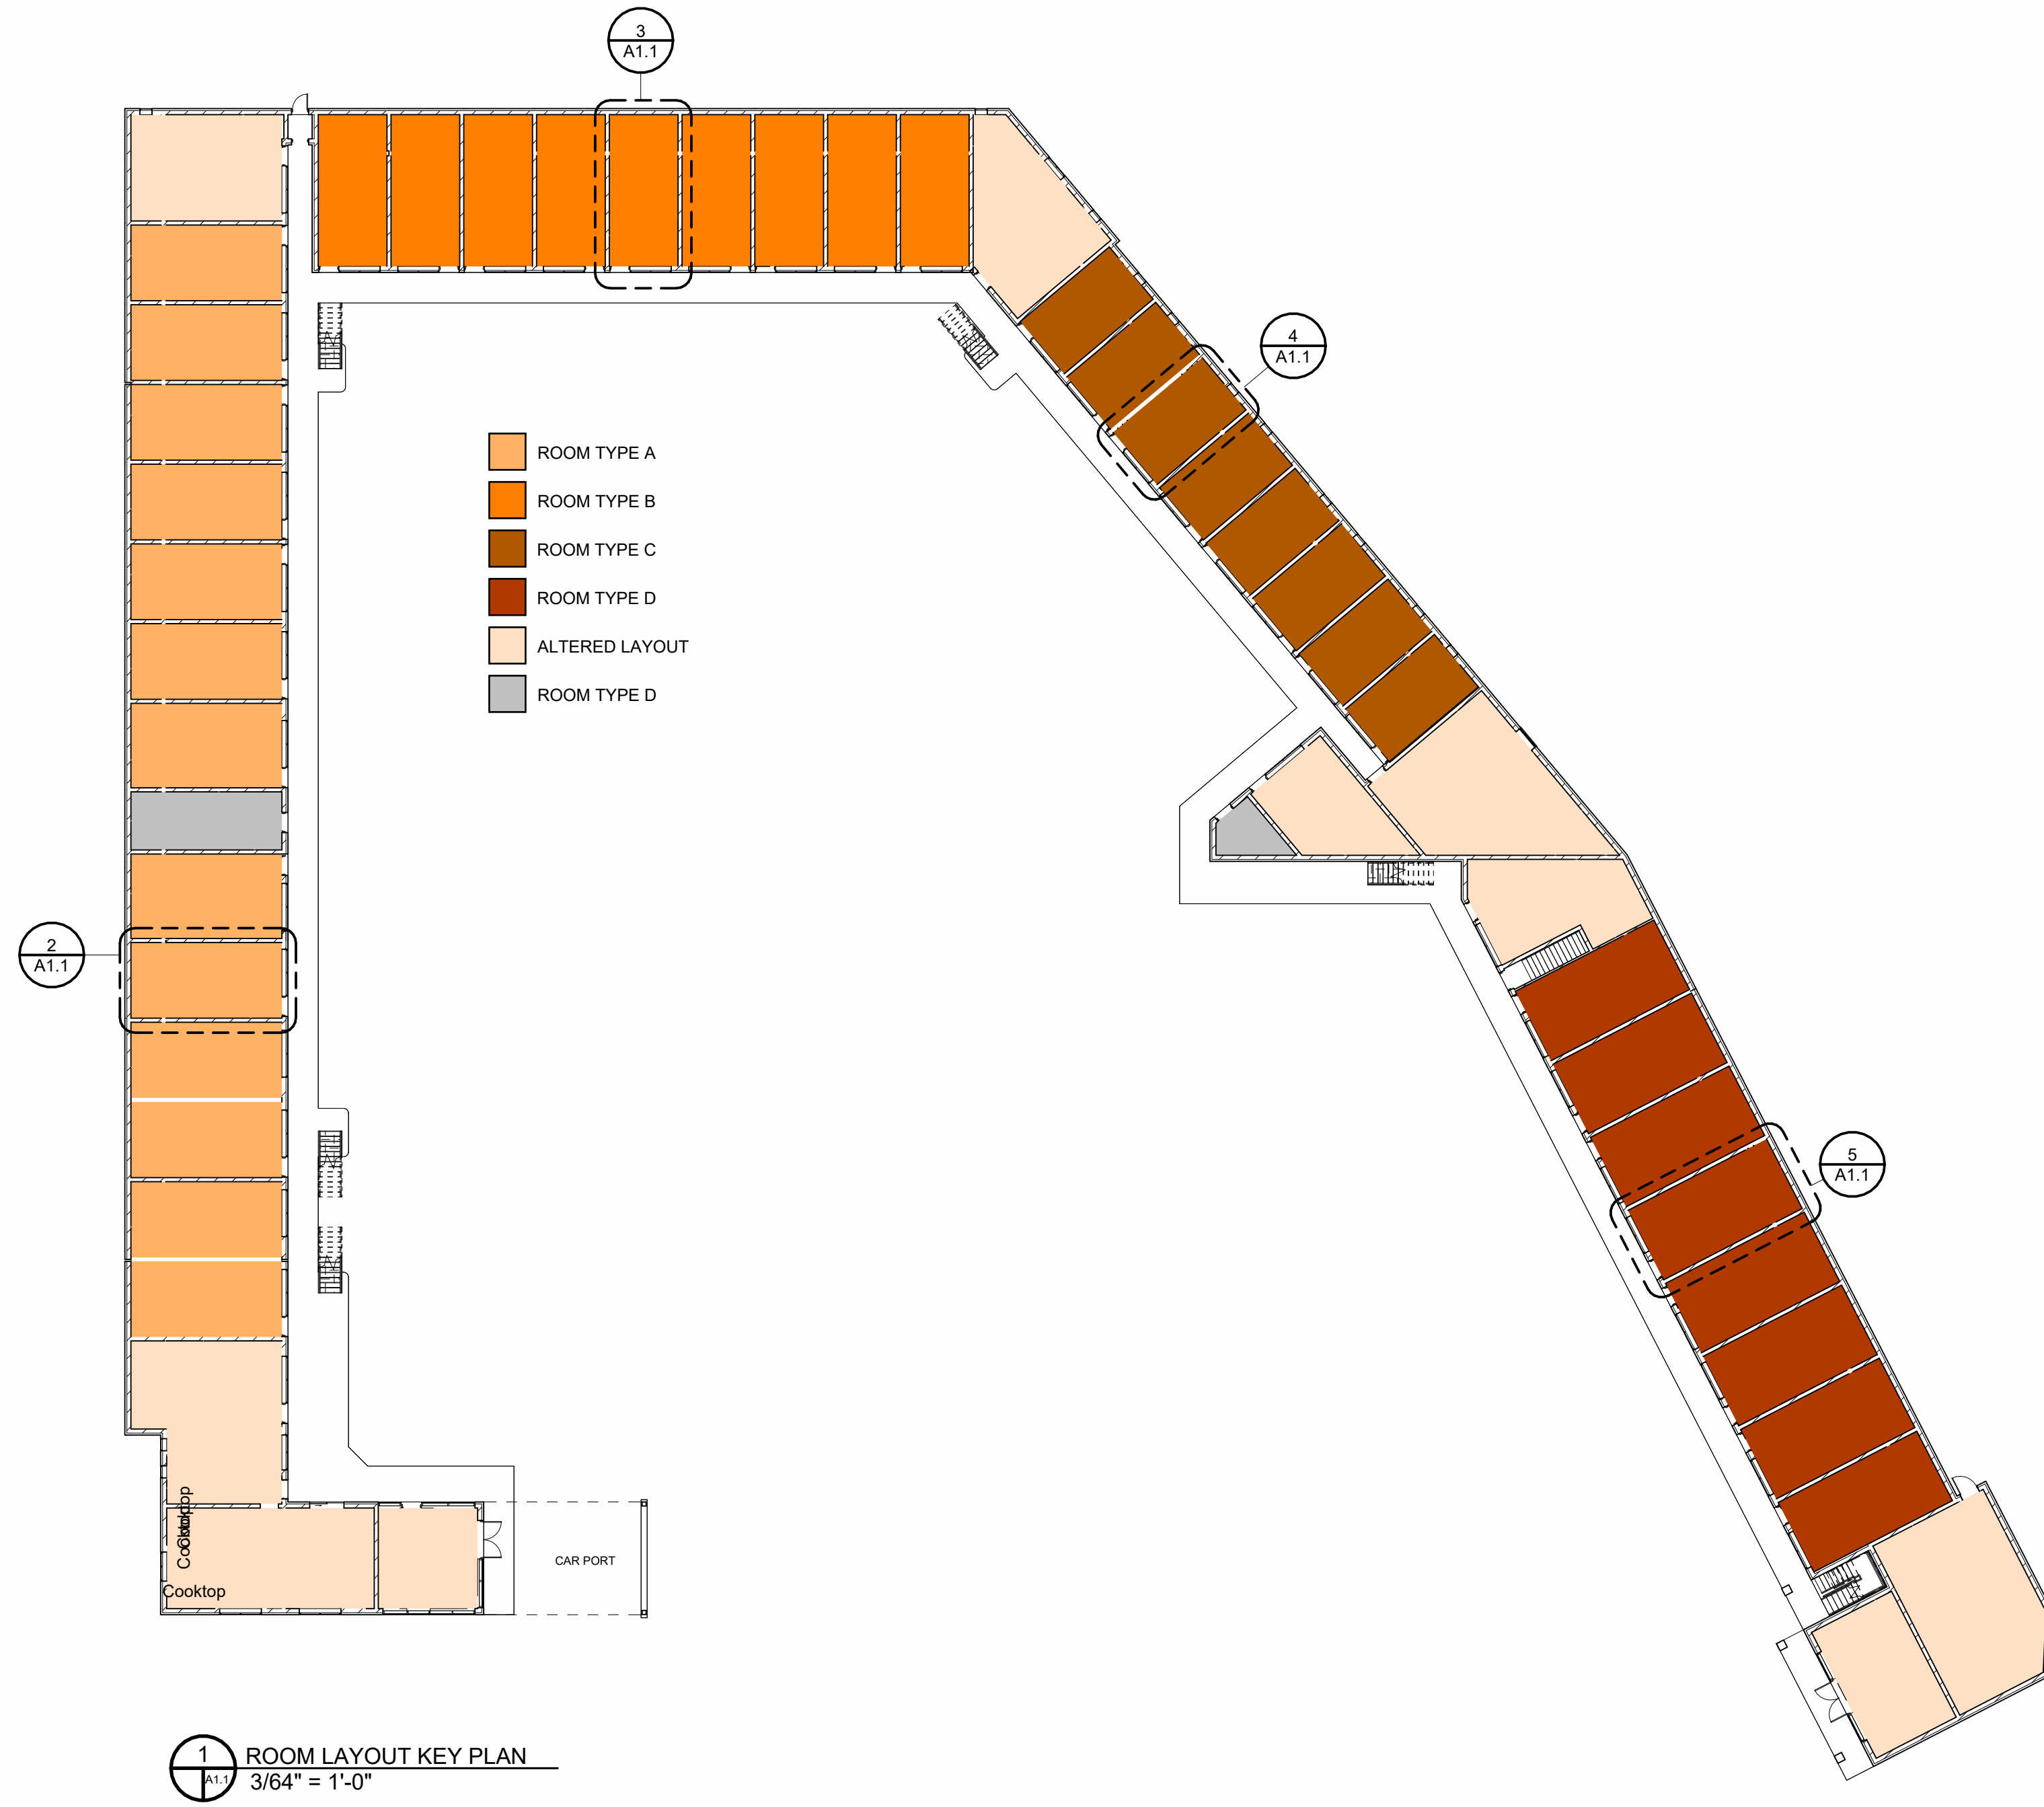 3
A1.1
4
A1.1
ROOM TYPE A
ROOM TYPE B
ROOM TYPE C
ROOM TYPE D
ALTERED LAYOUT
ROOM TYPE D
2
A1.1
5
A1.1
Cooktop
Cooktop
Cooktop
CAR PORT
1
A1.1
ROOM LAYOUT KEY PLAN
3/64" = 1'-0"